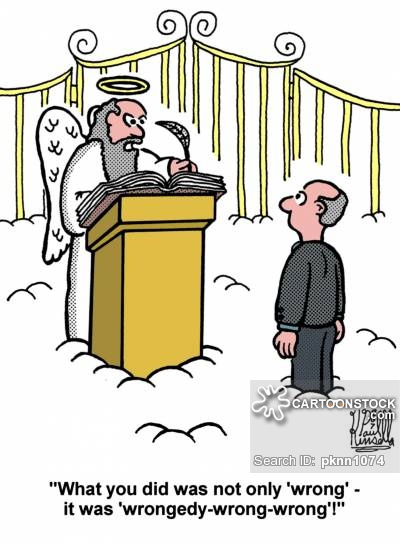 CARTOONSTOCK
.com
Search ID: pknn1074
"What you did was not only 'wrong' -
it was 'wrongedy-wrong-wrong'!"